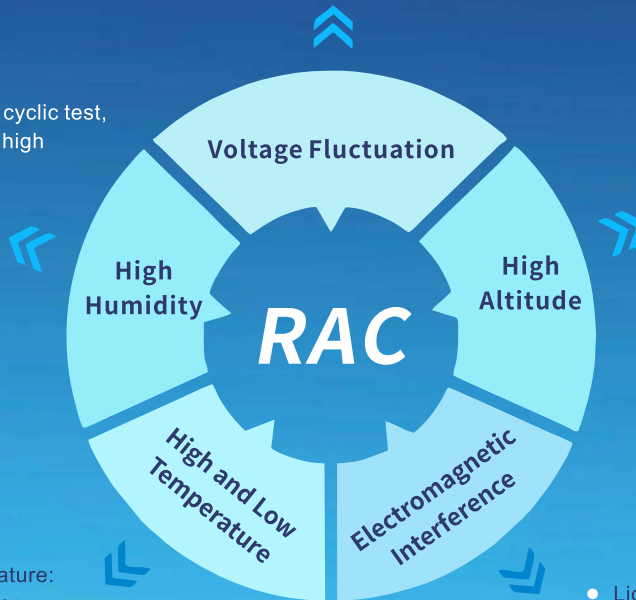 cyclic test,
high
Voltage Fluctuation
High
Humidity
High
Altitude
RAC
High and Low
Temperature
Electromagnetic
Interference
ature: